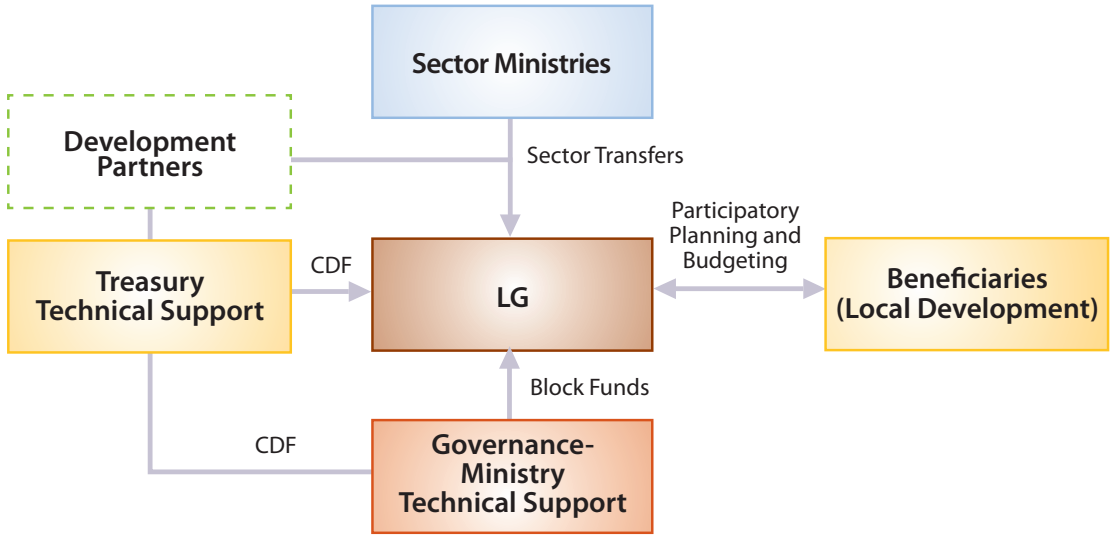 Sector Ministries
Development
Partners
Sector Transfers
Participatory
Planning and
Budgeting
Treasury
Technical Support
CDF
LG
Beneficiaries
(Local Development)
Block Funds
CDF
Governance-
Ministry
Technical Support